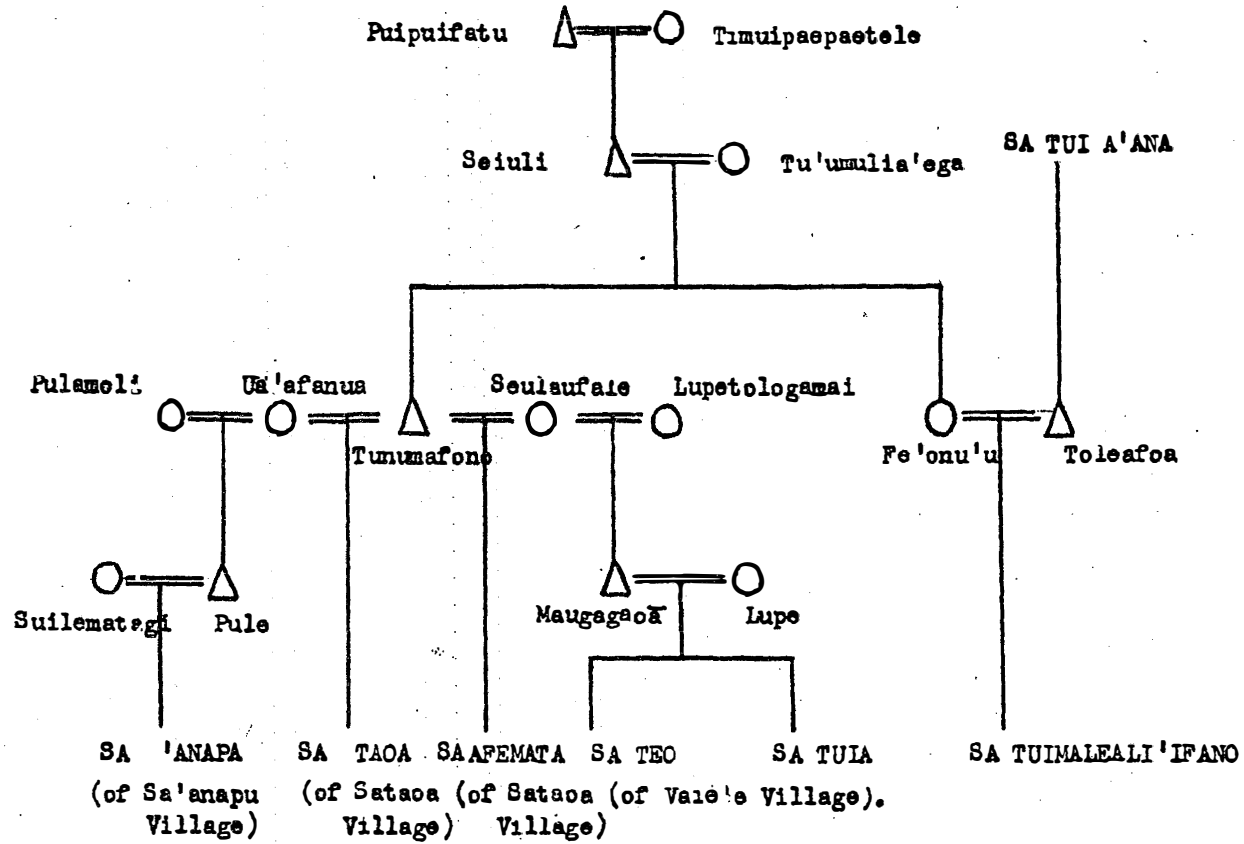 Puipuifatu Timuipaepaetele
Seiuli Tu'umulia'ega SA TUI A'ANA
Pulemeli Ua'afanua Seulaufaie Lupetologamai
Tunumafono Fe'onu'u Toleafoa
Suilematagi Pule Maugagaoā Lupe
SA 'ANAPA SA TAOA SA AFEMATA SA TEO SA TUIA SA TUIMALEALI'IFANO
(of Sa'anapu (of Sataoa (of Sataoa (of Vaie'e Village).
Village) Village) Village)